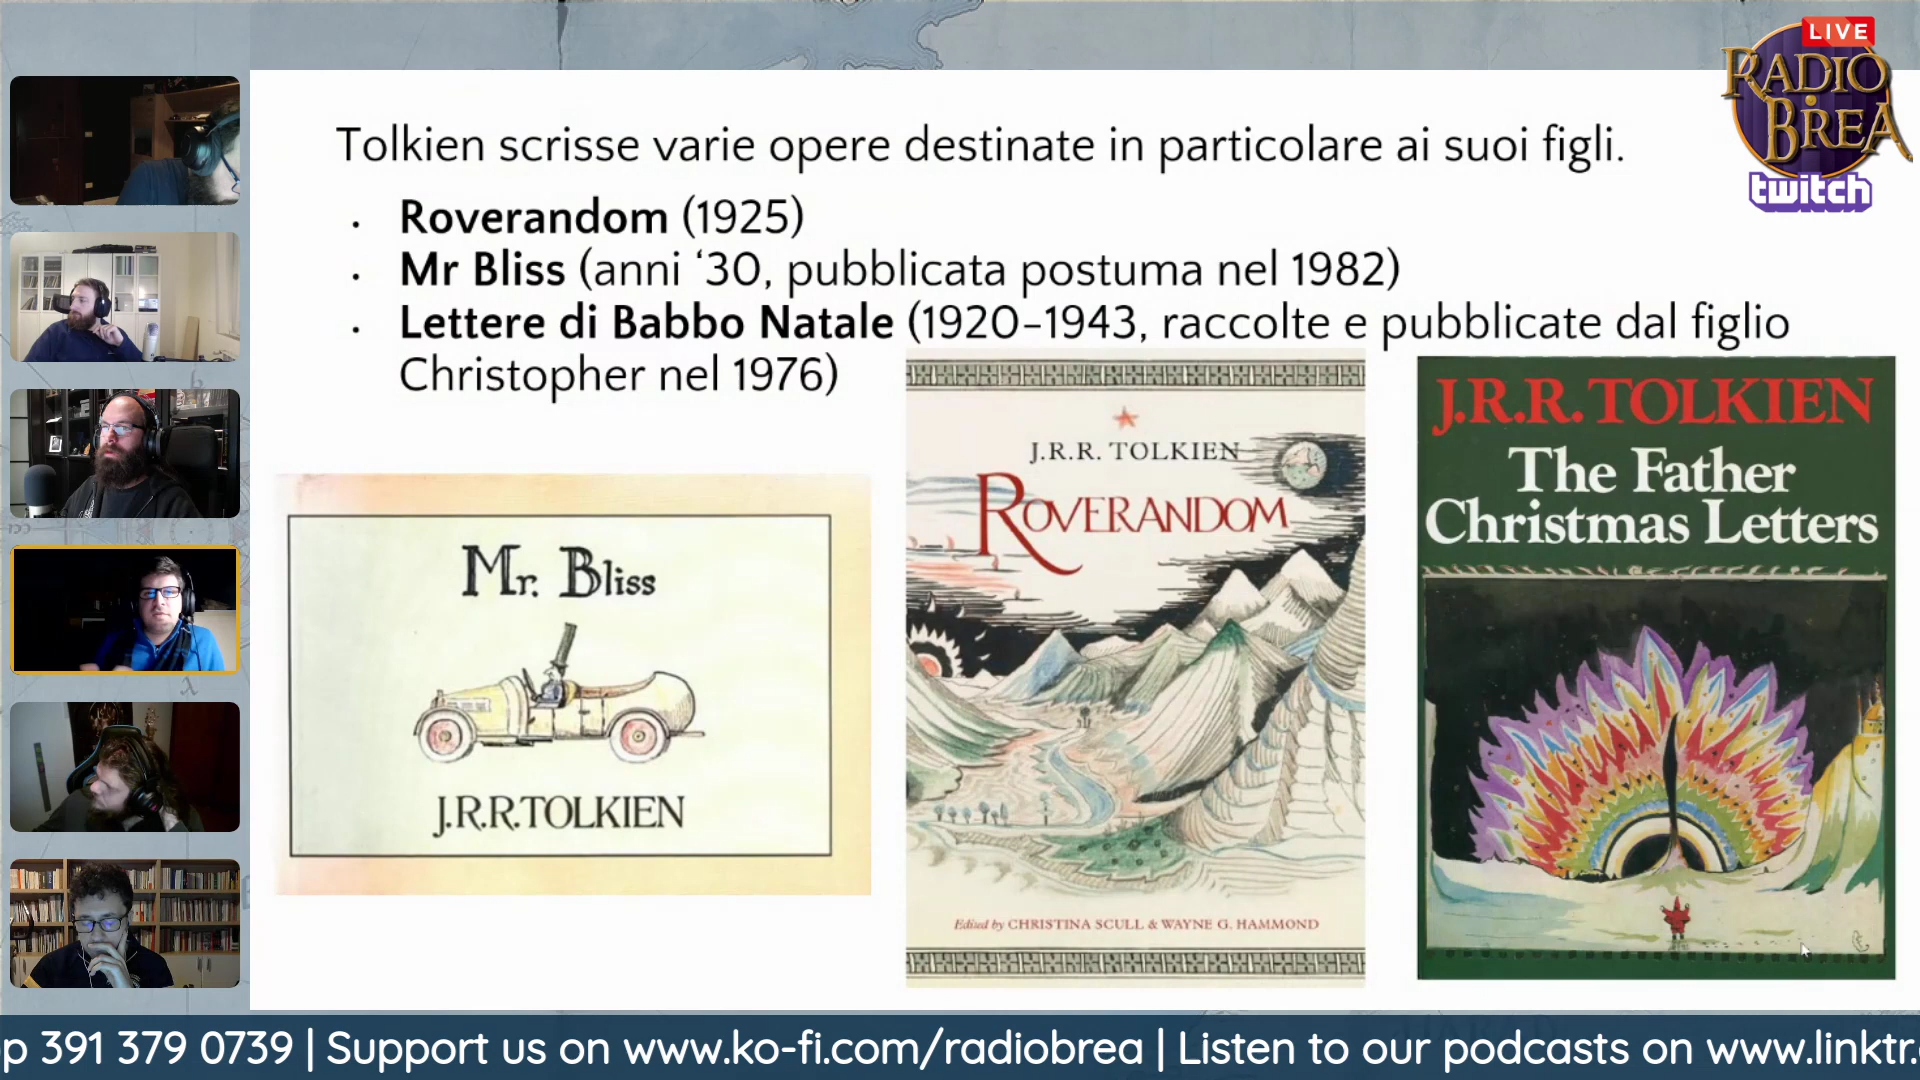 LIVE
RADIO
BREA
twitch
Tolkien scrisse varie opere destinate in particolare ai suoi figli.
• Roverandom (1925)
• Mr Bliss (anni ‘30, pubblicata postuma nel 1982)
• Lettere di Babbo Natale (1920-1943, raccolte e pubblicate dal figlio
Christopher nel 1976)
Mr. Bliss
J.R.R.TOLKIEN
J.R.R. TOLKIEN
ROVERANDOM
Edited by CHRISTINA SCULL & WAYNE G. HAMMOND
J.R.R. TOLKIEN
The Father
Christmas Letters
p 391 379 0739 | Support us on www.ko-fi.com/radiobrea | Listen to our podcasts on www.linktr.